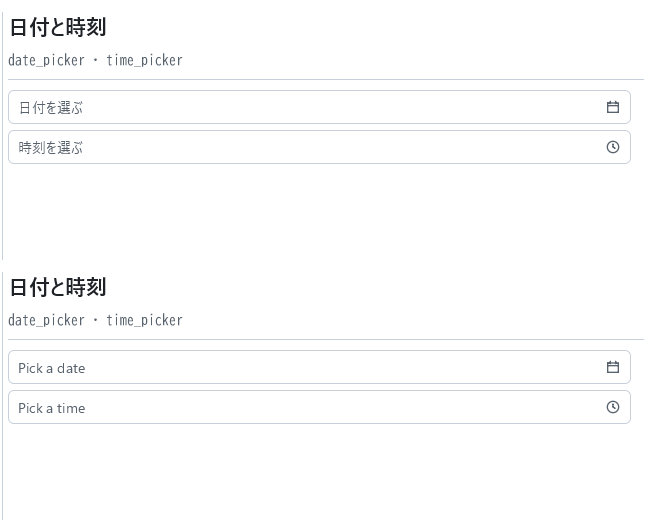 日付と時刻
date_picker · time_picker
日付を選ぶ
時刻を選ぶ
日付と時刻
date_picker · time_picker
Pick a date
Pick a time